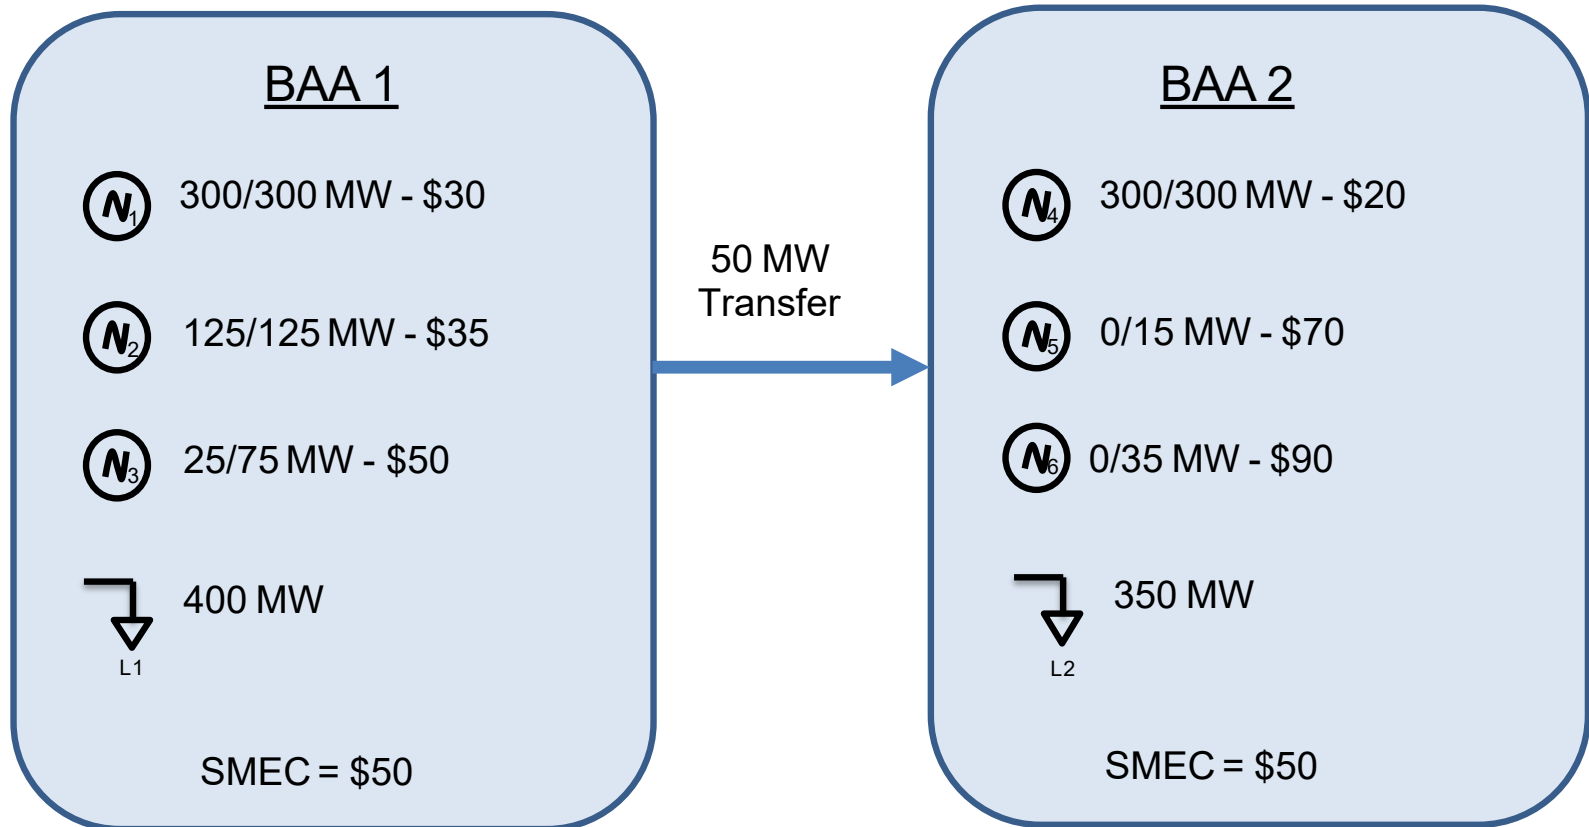 BAA 1
N1 300/300 MW - $30
N2 125/125 MW - $35
N3 25/75 MW - $50
400 MW
L1
SMEC = $50
50 MW
Transfer
BAA 2
N4 300/300 MW - $20
N5 0/15 MW - $70
N6 0/35 MW - $90
350 MW
L2
SMEC = $50